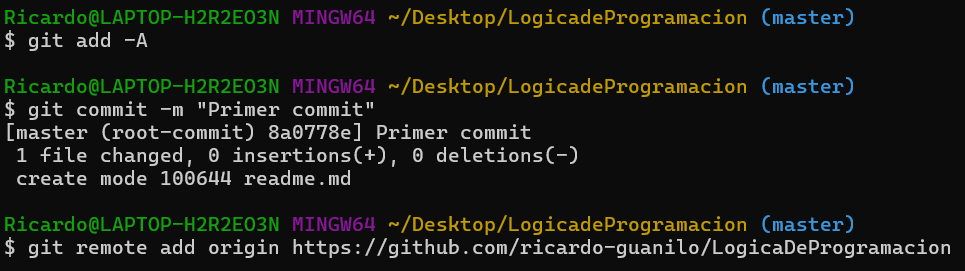 Ricardo@LAPTOP-H2R2EO3N MINGW64 ~/Desktop/LogicadeProgramacion (master)
$ git add -A
Ricardo@LAPTOP-H2R2EO3N MINGW64 ~/Desktop/LogicadeProgramacion (master)
$ git commit -m "Primer commit"
[master (root-commit) 8a0778e] Primer commit
 1 file changed, 0 insertions(+), 0 deletions(-)
 create mode 100644 readme.md
Ricardo@LAPTOP-H2R2EO3N MINGW64 ~/Desktop/LogicadeProgramacion (master)
$ git remote add origin https://github.com/ricardo-guanilo/LogicaDeProgramacion